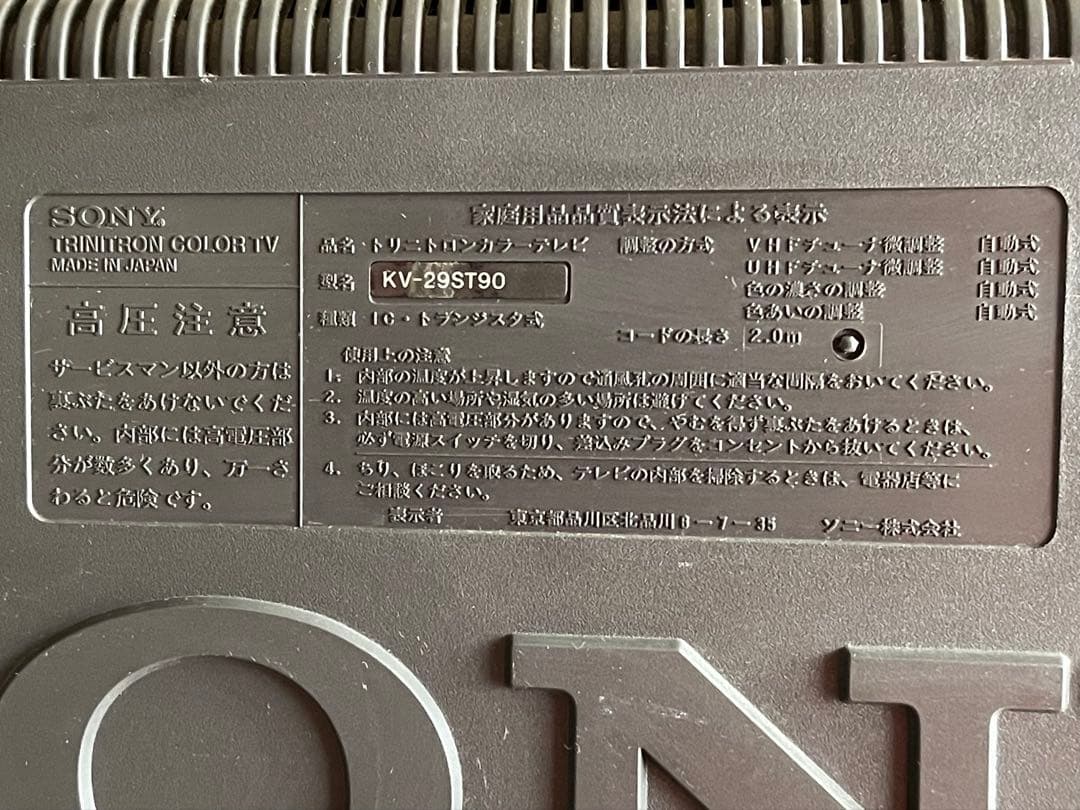 SONY
TRINITRON COLOR TV
MADE IN JAPAN
高圧注意
サービスマン以外の方は
裏ぶたをあけないでくだ
さい。内部には高電圧部
分が数多くあり、万一さ
わると危険です。
家庭用品品質表示法による表示
品名 トリニトロンカラーテレビ
型名 KV-29ST90
種類 IC・トランジスタ式
調整の方式 VHFチューナ微調整 自動式
UHFチューナ微調整 自動式
色の濃さの調整 自動式
色あいの調整 自動式
コードの長さ 2.0m
使用上の注意
1. 内部の温度が上昇しますので通風孔の周囲に適当な間隔をおいてください。
2. 温度の高い場所や湿気の多い場所は避けてください。
3. 内部には高電圧部分がありますので、やむを得ず裏ぶたをあけるときは、
必ず電源スイッチを切り、差込みプラグをコンセントから抜いてください。
4. ちり、ほこりを取るため、テレビの内部を掃除するときは、電器店等に
ご相談ください。
表示者 東京都品川区北品川6-7-35 ソニー株式会社
ON